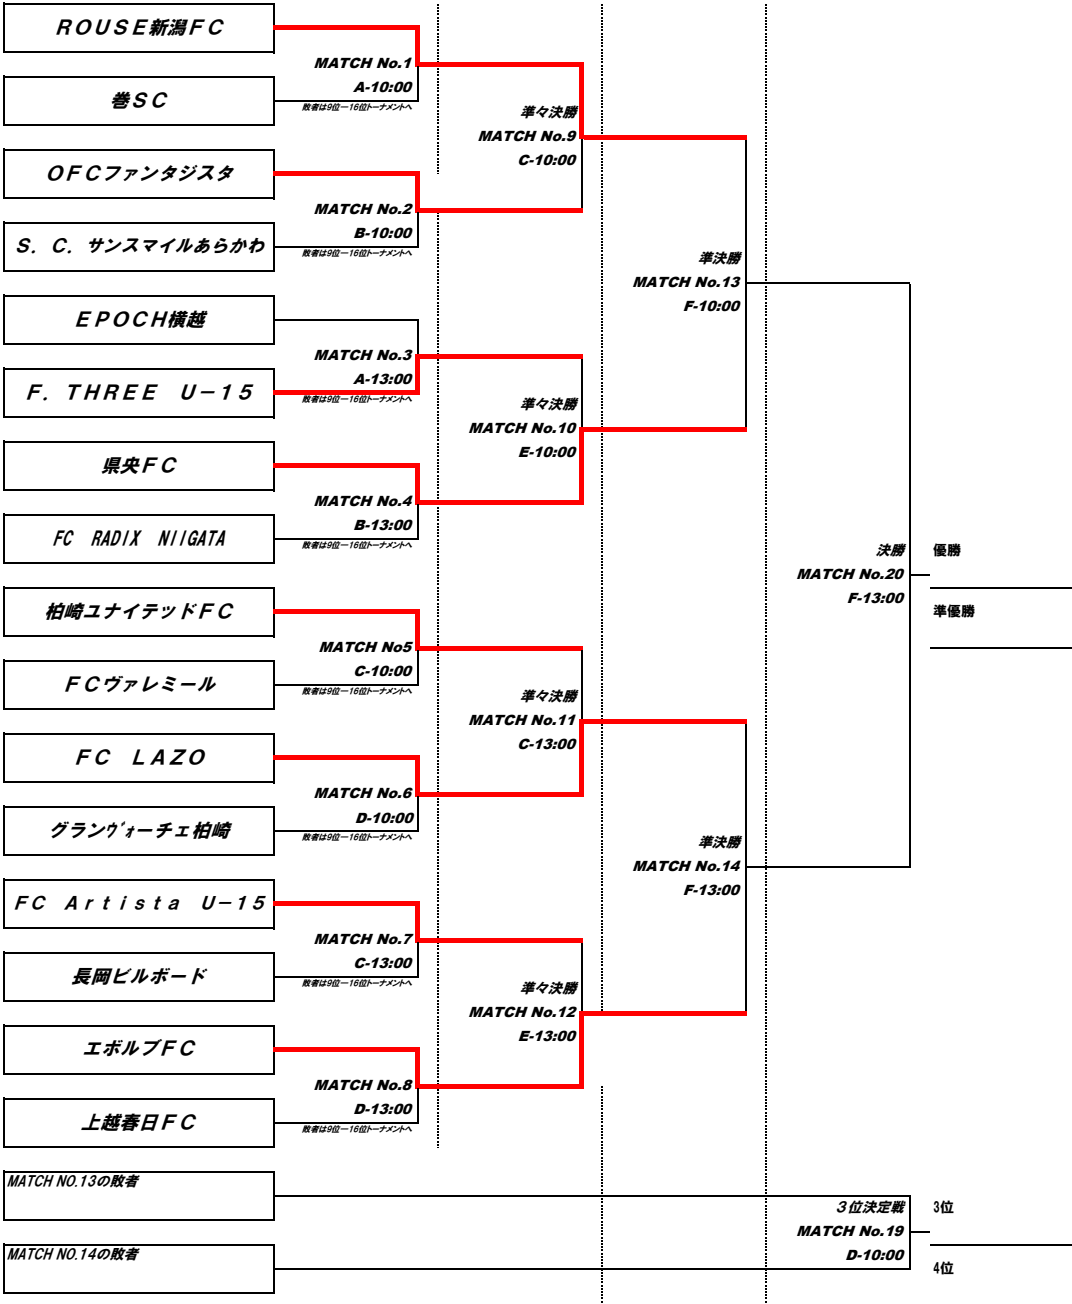 ROUSE新潟FC
MATCH No.1
A-10:00
敗者は9位ー16位トーナメントへ
巻SC
準々決勝
MATCH No.9
C-10:00
OFCファンタジスタ
MATCH No.2
B-10:00
敗者は9位ー16位トーナメントへ
S．C．サンスマイルあらかわ
準決勝
MATCH No.13
F-10:00
EPOCH横越
MATCH No.3
A-13:00
敗者は9位ー16位トーナメントへ
F．THREE　U－15
準々決勝
MATCH No.10
E-10:00
県央FC
MATCH No.4
B-13:00
敗者は9位ー16位トーナメントへ
FC　RADIX　NIIGATA
決勝
MATCH No.20
F-13:00
優勝
準優勝
柏崎ユナイテッドFC
MATCH No5
C-10:00
敗者は9位ー16位トーナメントへ
FCヴァレミール
準々決勝
MATCH No.11
C-13:00
FC　LAZO
MATCH No.6
D-10:00
敗者は9位ー16位トーナメントへ
グランヴォーチェ柏崎
準決勝
MATCH No.14
F-13:00
FC　Artista　U－15
MATCH No.7
C-13:00
敗者は9位ー16位トーナメントへ
長岡ビルボード
準々決勝
MATCH No.12
E-13:00
エボルブFC
MATCH No.8
D-13:00
敗者は9位ー16位トーナメントへ
上越春日FC
MATCH NO.13の敗者
３位決定戦
MATCH No.19
D-10:00
3位
MATCH NO.14の敗者
4位